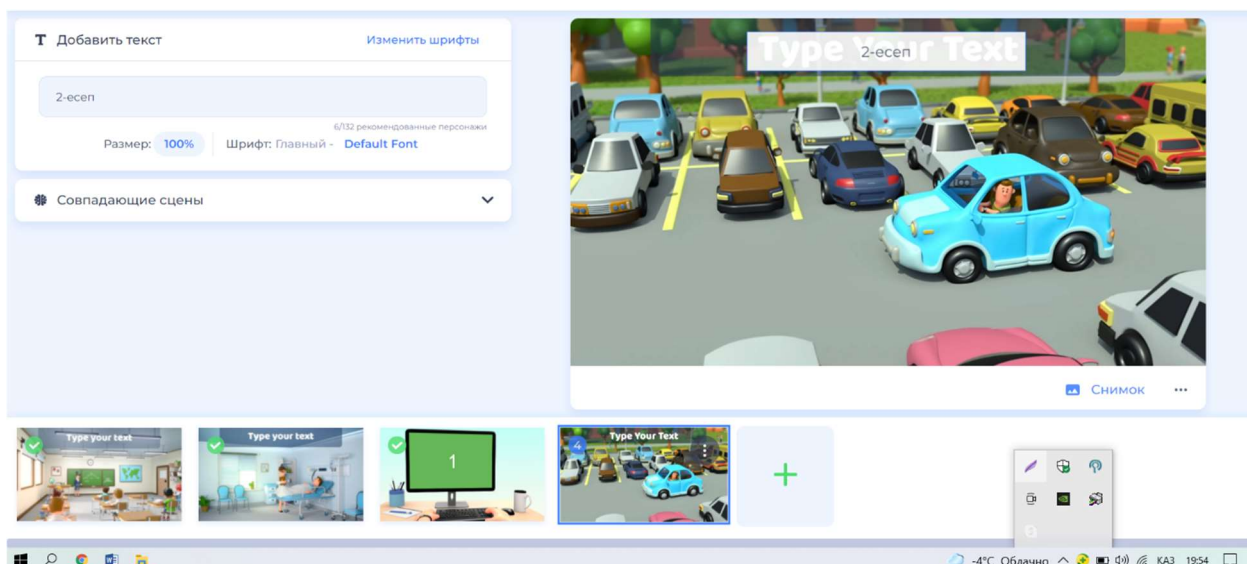 T Добавить текст
Изменить шрифты
2-есеп
6/132 рекомендованные персонажи
Размер: 100% Шрифт: Главный - Default Font
Совпадающие сцены
Type Your Text
2-есеп
Снимок
Type your text
Type your text
1
4
Type Your Text
-4°C Облачно
КАЗ 19:54